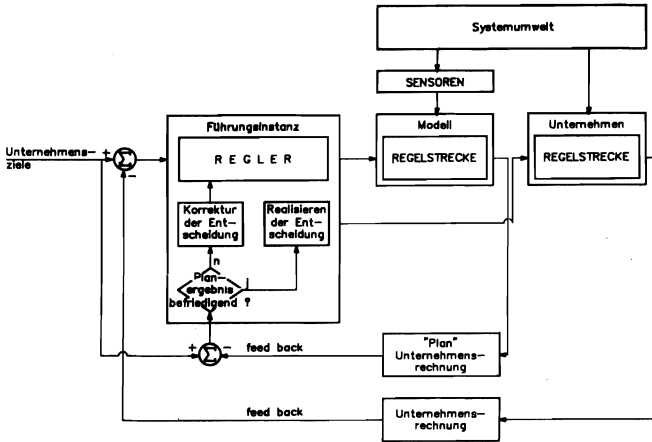 Systemumwelt
SENSOREN
Führungsinstanz
Modell
Unternehmen
Unternehmens-
ziele
+
Σ
-
R E G L E R
REGELSTRECKE
REGELSTRECKE
Korrektur
der Ent-
scheidung
Realisieren
der Ent-
scheidung
n
j
Plan-
ergebnis
befriedigend ?
+
Σ
-
feed back
"Plan"
Unternehmens-
rechnung
feed back
Unternehmens-
rechnung